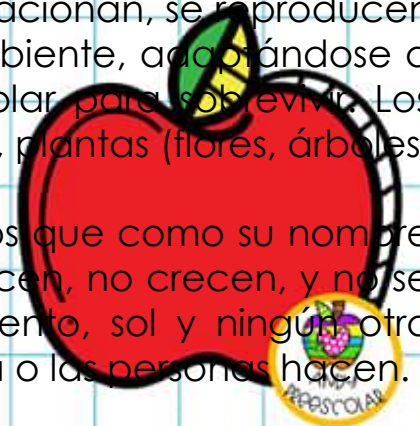 acionan, se reproducen
biente, adaptándose o
olar para sobrevivir. Los
, plantas (flores, árboles
os que como su nombre
cen, no crecen, y no se
ento, sol y ningún otro
a o las personas hacen.
PREESCOLAR